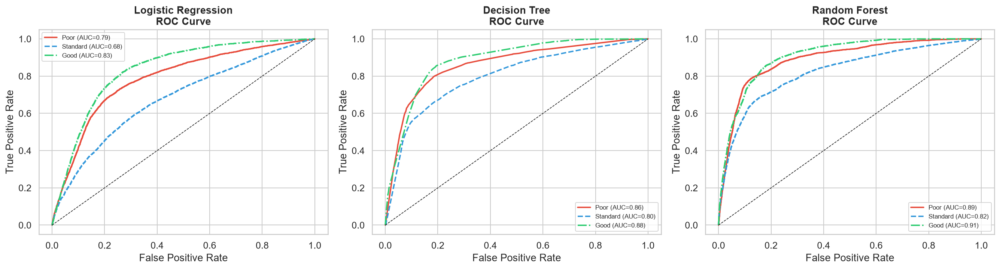 Logistic Regression
ROC Curve
Poor (AUC=0.79)
Standard (AUC=0.68)
Good (AUC=0.83)
True Positive Rate
1.0
0.8
0.6
0.4
0.2
0.0
0.0 0.2 0.4 0.6 0.8 1.0
False Positive Rate
Decision Tree
ROC Curve
True Positive Rate
1.0
0.8
0.6
0.4
0.2
0.0
Poor (AUC=0.86)
Standard (AUC=0.80)
Good (AUC=0.88)
0.0 0.2 0.4 0.6 0.8 1.0
False Positive Rate
Random Forest
ROC Curve
True Positive Rate
1.0
0.8
0.6
0.4
0.2
0.0
Poor (AUC=0.89)
Standard (AUC=0.82)
Good (AUC=0.91)
0.0 0.2 0.4 0.6 0.8 1.0
False Positive Rate